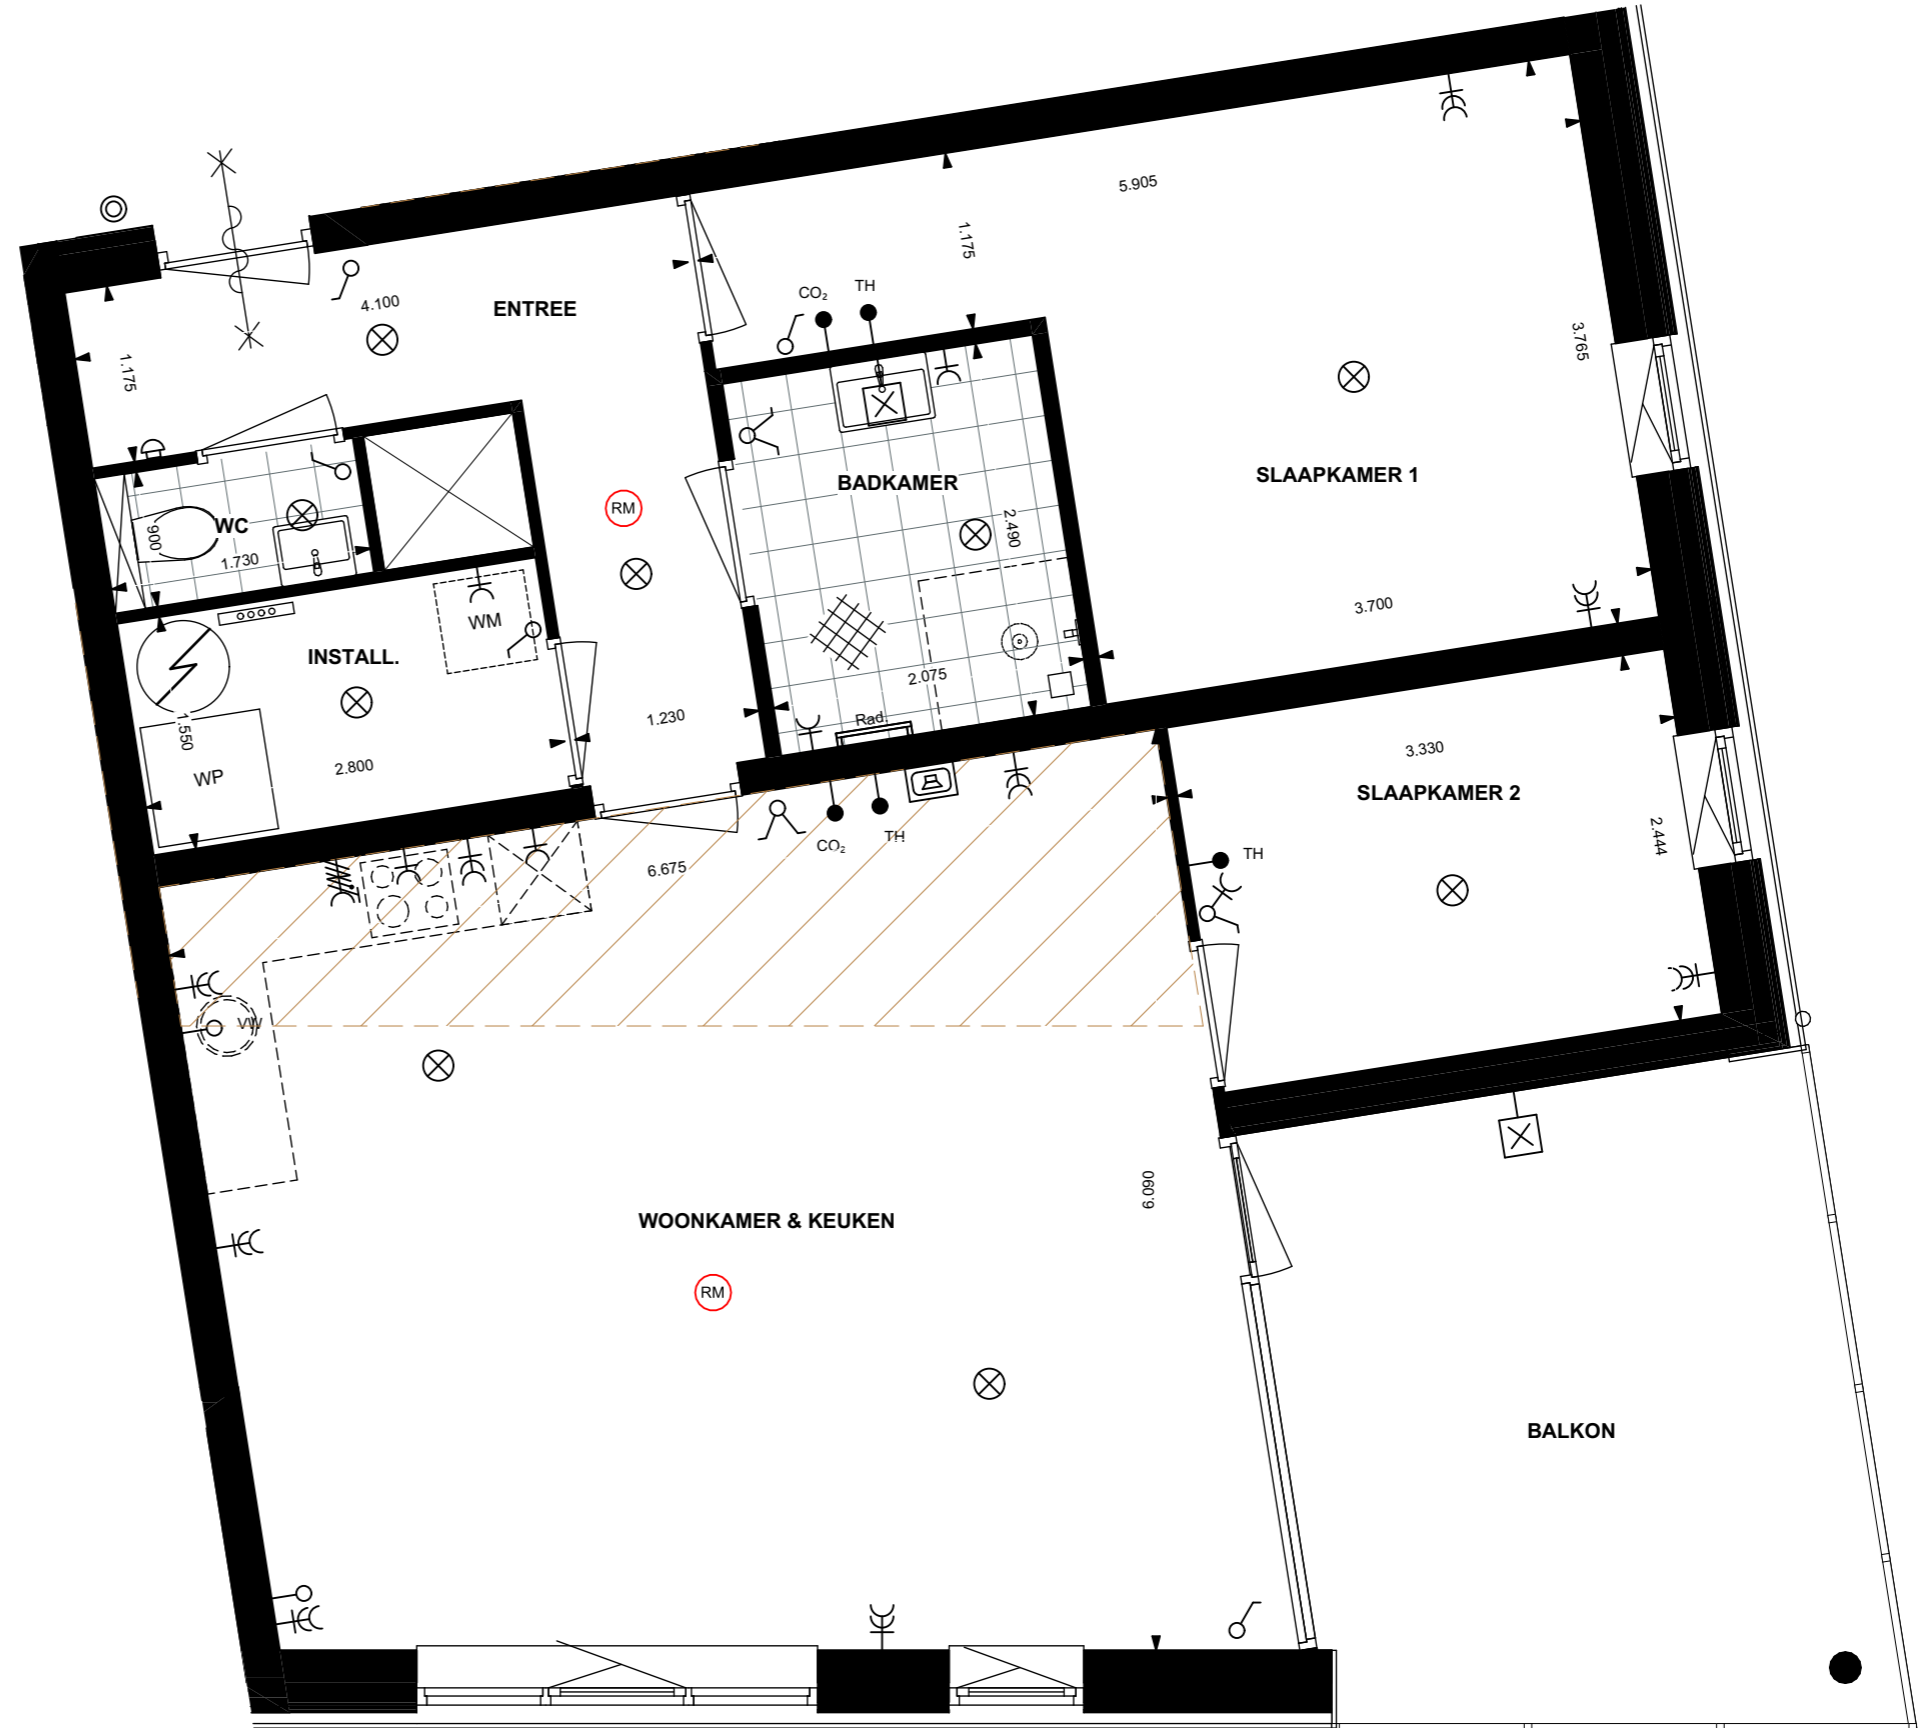 5.905
1.175
CO₂
TH
4.100
ENTREE
1.175
3.765
SLAAPKAMER 1
BADKAMER
RM
WC
900
1.730
2.490
WM
INSTALL.
3.700
2.075
Rad.
1.230
1.550
WP
2.800
3.330
SLAAPKAMER 2
2.444
CO₂
TH
TH
6.675
VW
WOONKAMER & KEUKEN
6.090
RM
BALKON